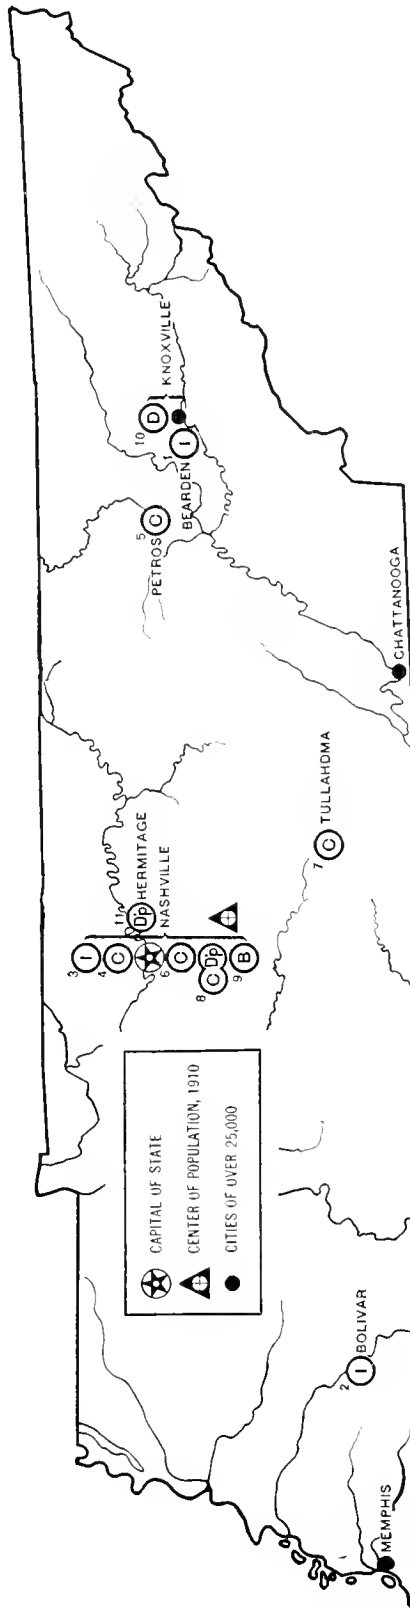 CAPITAL OF STATE
CENTER OF POPULATION, 1910
CITIES OF OVER 25,000
3
I
4
C
6
C
8
C
Dp
9
B
NASHVILLE
11
Dp
HERMITAGE
7
C
TULLAHDMA
CHATTANOOGA
5
C
PETROS
1
I
BEARDEN
10
D
KNOXVILLE
2
I
BOLIVAR
MEMPHIS